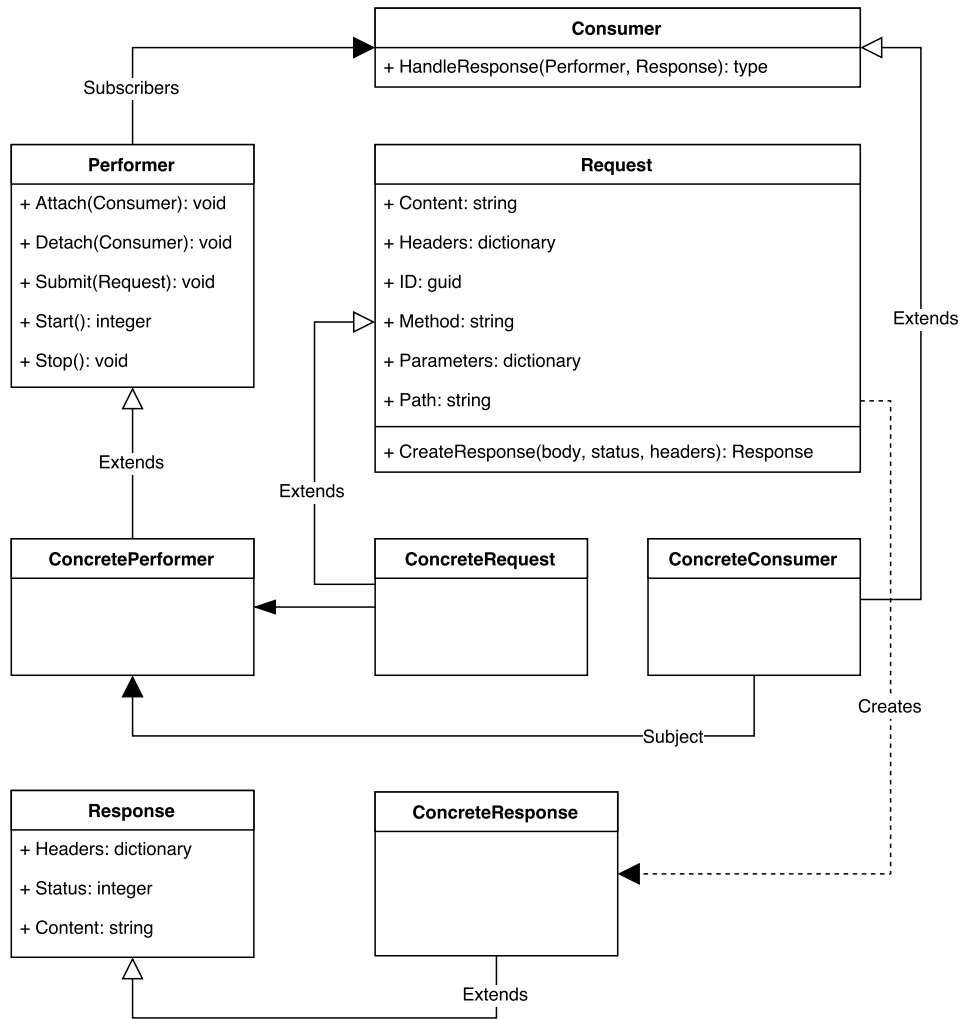 Consumer
+ HandleResponse(Performer, Response): type
Subscribers
Performer
+ Attach(Consumer): void
+ Detach(Consumer): void
+ Submit(Request): void
+ Start(): integer
+ Stop(): void
Request
+ Content: string
+ Headers: dictionary
+ ID: guid
+ Method: string
+ Parameters: dictionary
+ Path: string
+ CreateResponse(body, status, headers): Response
Extends
Extends
Extends
ConcretePerformer
ConcreteRequest
ConcreteConsumer
Creates
Subject
Response
+ Headers: dictionary
+ Status: integer
+ Content: string
ConcreteResponse
Extends